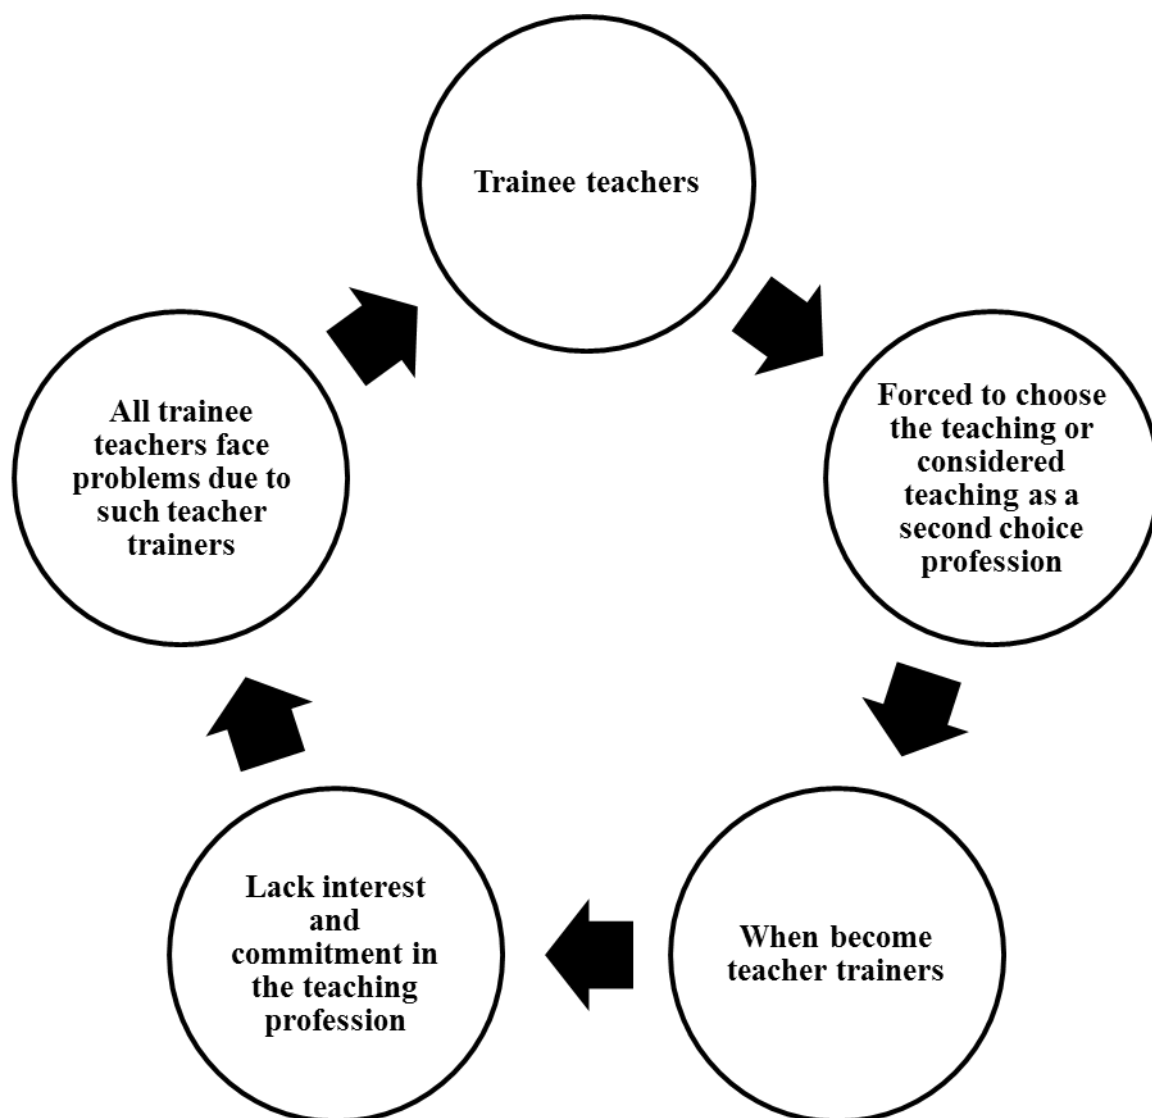 Trainee teachers
Forced to choose
the teaching or
considered
teaching as a
second choice
profession
When become
teacher trainers
Lack interest
and
commitment in
the teaching
profession
All trainee
teachers face
problems due to
such teacher
trainers